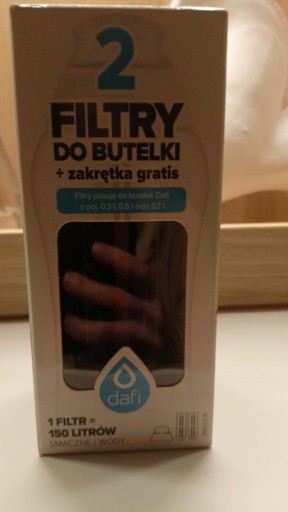 2
FILTRY
DO BUTELKI
+ zakrętka gratis
Filtry pasują do butelek Dafi
o poj. 0.3 l, 0.5 l oraz 0.7 l
dafi
1 FILTR =
150 LITRÓW
SMACZNEJ WODY